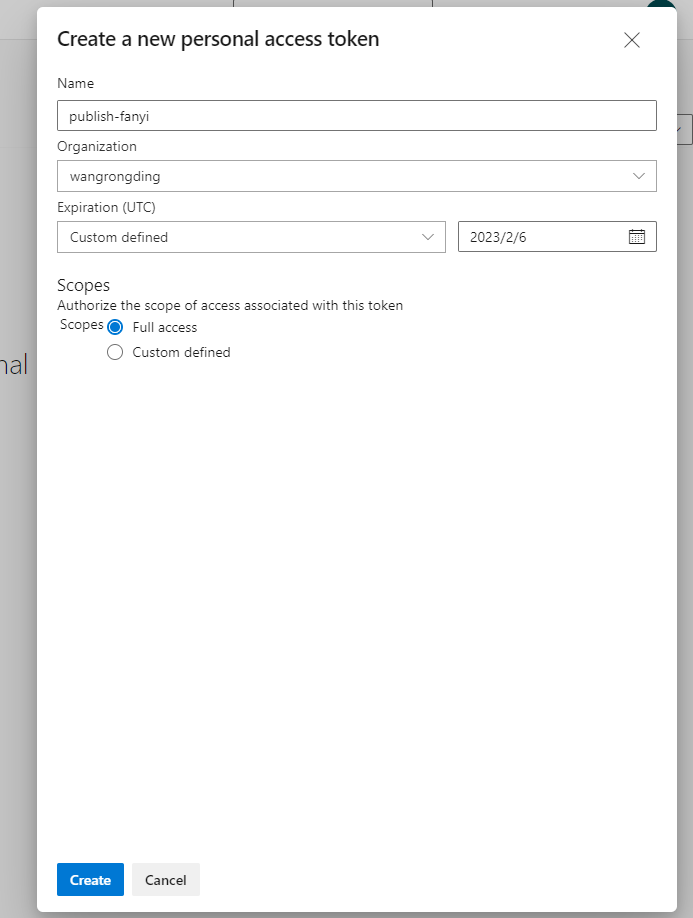 Create a new personal access token
Name
publish-fanyi
Organization
wangrongding
Expiration (UTC)
Custom defined 2023/2/6
Scopes
Authorize the scope of access associated with this token
Scopes Full access
Custom defined
nal
Create Cancel